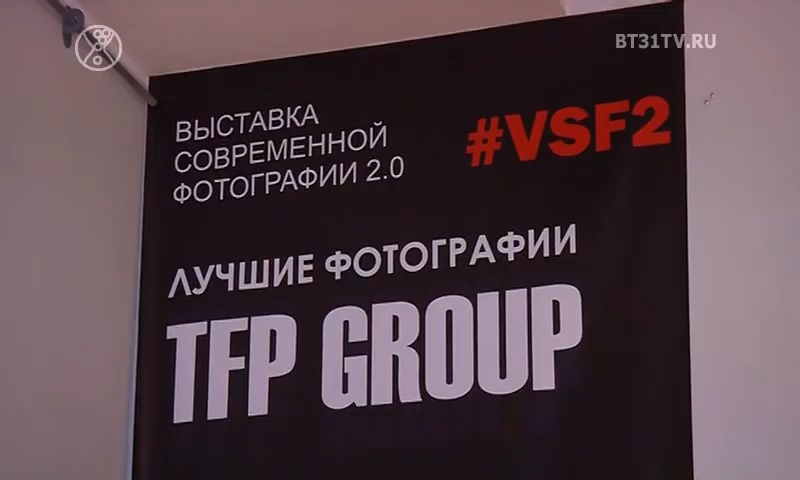 BT31TV.RU
ВЫСТАВКА
СОВРЕМЕННОЙ
ФОТОГРАФИИ 2.0
#VSF2
ЛУЧШИЕ ФОТОГРАФИИ
TFP GROUP